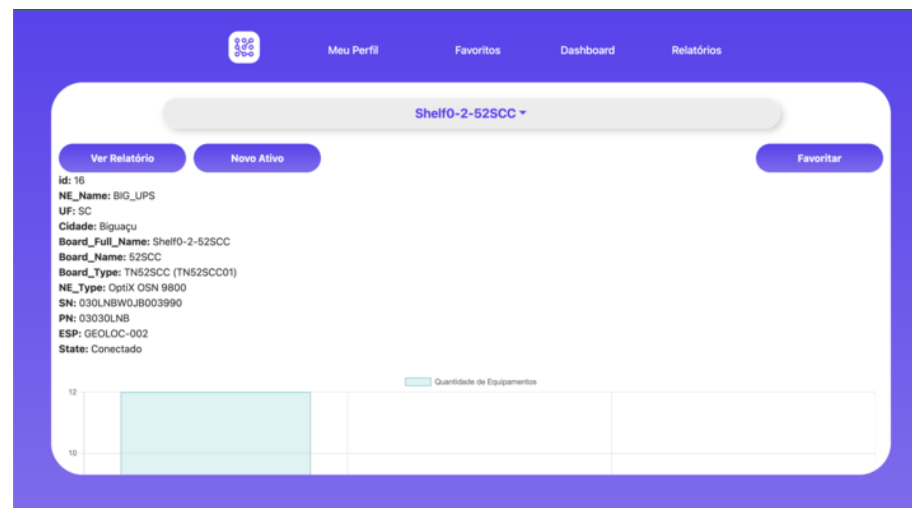 Meu Perfil Favoritos Dashboard Relatórios
Shelf0-2-52SCC
Ver Relatório Novo Ativo Favoritar
id: 16
NE_Name: BIG_UPS
UF: SC
Cidade: Biguaçu
Board_Full_Name: Shelf0-2-52SCC
Board_Name: 52SCC
Board_Type: TN52SCC (TN52SCC01)
NE_Type: OptiX OSN 9800
SN: 030LNBW0JB003990
PN: 03030LNB
ESP: GEOLOC-002
State: Conectado
Quantidade de Equipamentos
12
10